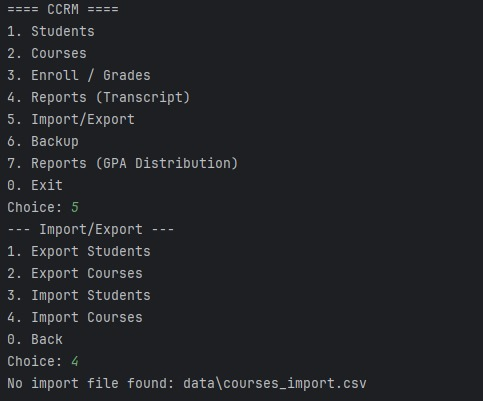 ==== CCRM ====
1. Students
2. Courses
3. Enroll / Grades
4. Reports (Transcript)
5. Import/Export
6. Backup
7. Reports (GPA Distribution)
0. Exit
Choice: 5
--- Import/Export ---
1. Export Students
2. Export Courses
3. Import Students
4. Import Courses
0. Back
Choice: 4
No import file found: data\courses_import.csv